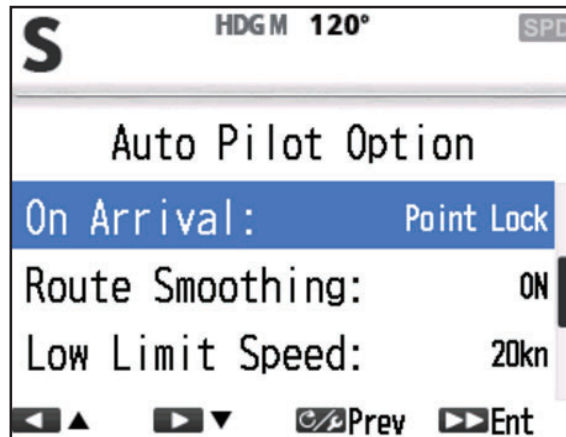 S HDG M 120° SPD
Auto Pilot Option
On Arrival: Point Lock
Route Smoothing: ON
Low Limit Speed: 20kn
◀ ▲ ▶ ▼ Prev ▶▶ Ent